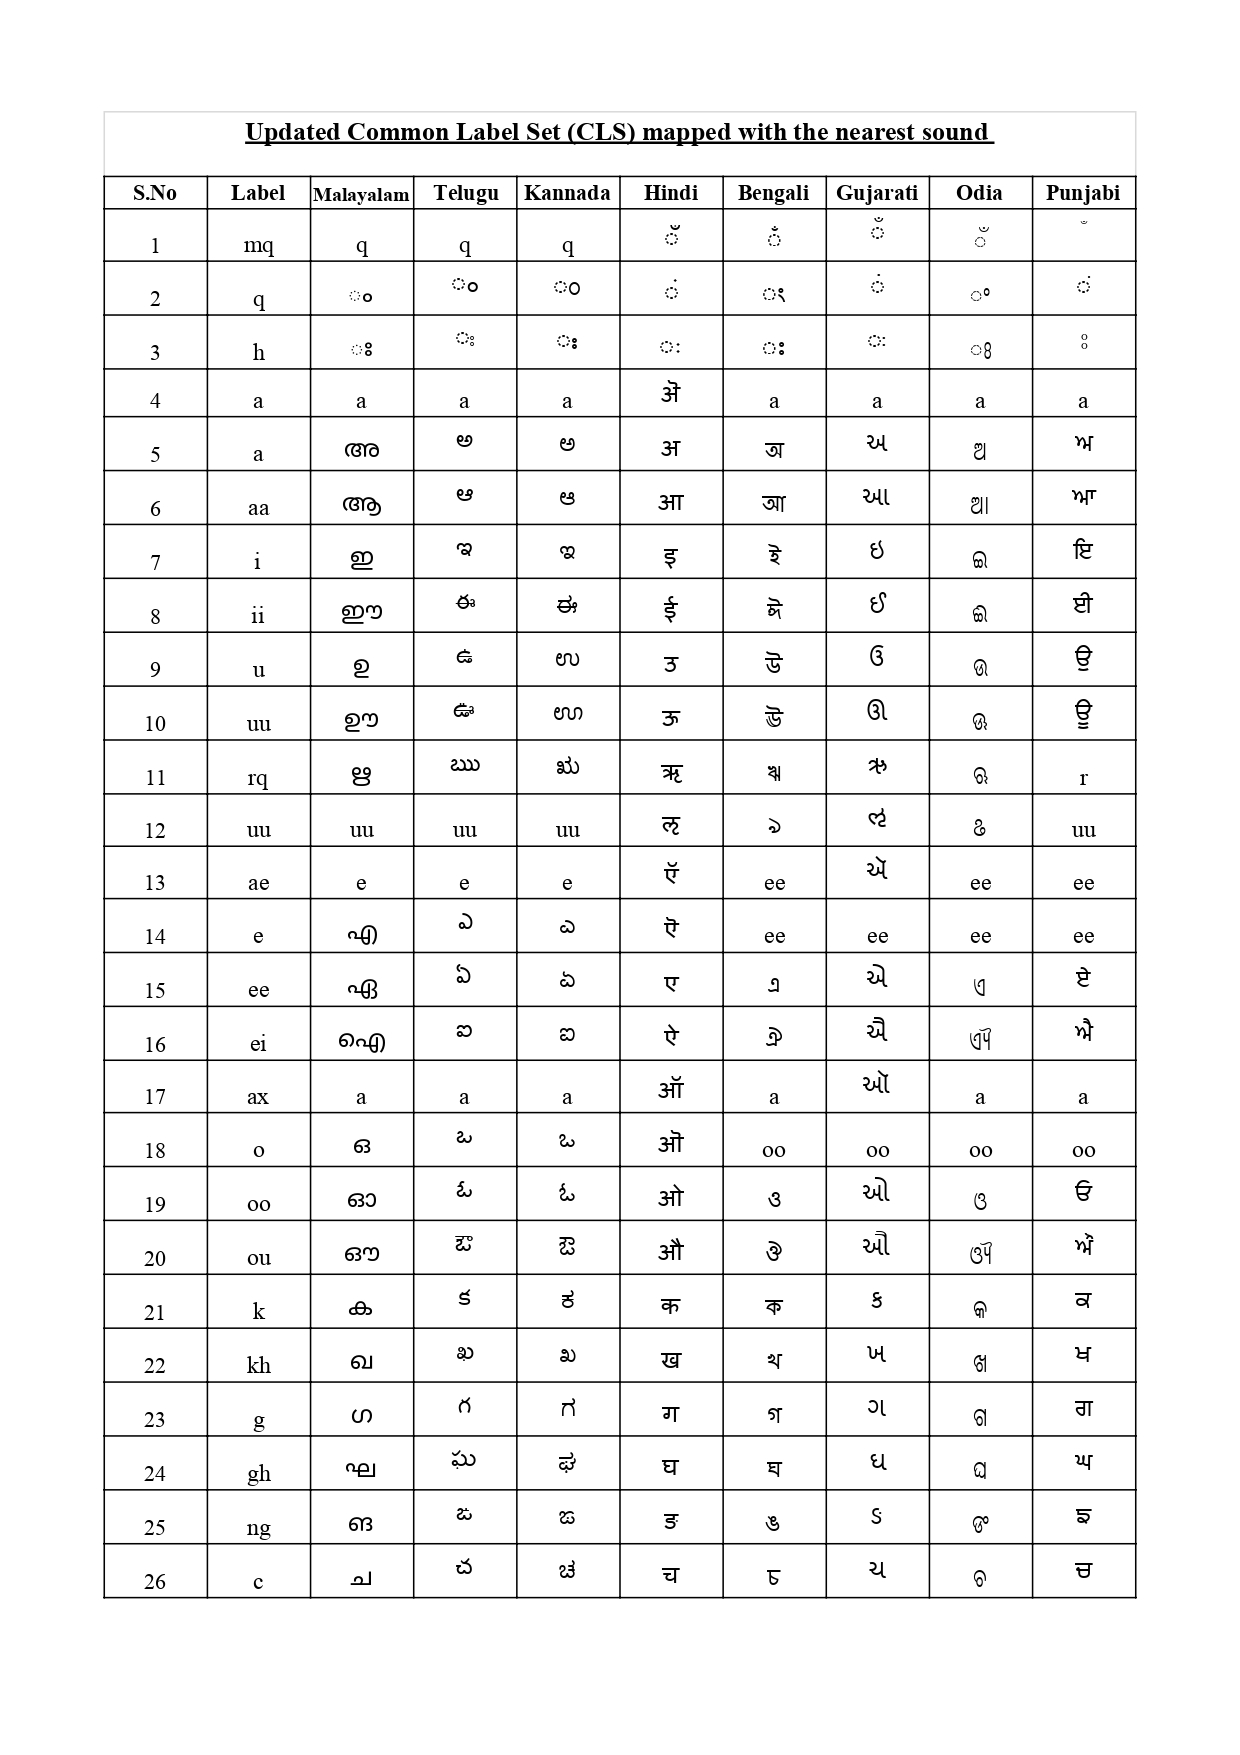 Updated Common Label Set (CLS) mapped with the nearest sound
S.No Label Malayalam Telugu Kannada Hindi Bengali Gujarati Odia Punjabi
1 mq q q q ँ ঁ ઁ ଁ ਁ
2 q ം ం ಂ ं ং ં ଂ ਂ
3 h ഃ ః ಃ ः ঃ ઃ ଃ ਃ
4 a a a a ऄ a a a a
5 a അ అ ಅ अ অ અ ଅ ਅ
6 aa ആ ఆ ಆ आ আ આ ଆ ਆ
7 i ഇ ఇ ಇ इ ই ઇ ଇ ਇ
8 ii ഈ ఈ ಈ ई ঈ ઈ ଈ ਈ
9 u ഉ ఉ ಉ उ উ ઉ ଉ ਉ
10 uu ഊ ఊ ಊ ऊ ঊ ઊ ଊ ਊ
11 rq ഋ ఋ ಋ ऋ ঋ ઋ ଋ r
12 uu uu uu uu ऌ ঌ ઌ ଌ uu
13 ae e e e ऍ ee ઍ ee ee
14 e എ ఎ ಎ ऎ ee ee ee ee
15 ee ഏ ఏ ಏ ए এ એ ଏ ਏ
16 ei ഐ ఐ ಐ ऐ ঐ ઐ ଐ ਐ
17 ax a a a ऑ a ઑ a a
18 o ഒ ఒ ಒ ऒ oo oo oo oo
19 oo ഓ ఓ ಓ ओ ও ઓ ଓ ਓ
20 ou ഔ ఔ ಔ औ ঔ ઔ ଔ ਔ
21 k ക క ಕ क ক ક କ ਕ
22 kh ഖ ఖ ಖ ख খ ખ ଖ ਖ
23 g ഗ గ ಗ ग গ ગ ଗ ਗ
24 gh ഘ ఘ ಘ घ ঘ ઘ ଘ ਘ
25 ng ങ ఙ ಙ ङ ঙ ઙ ଙ ਙ
26 c ച చ ಚ च চ ચ ଚ ਚ